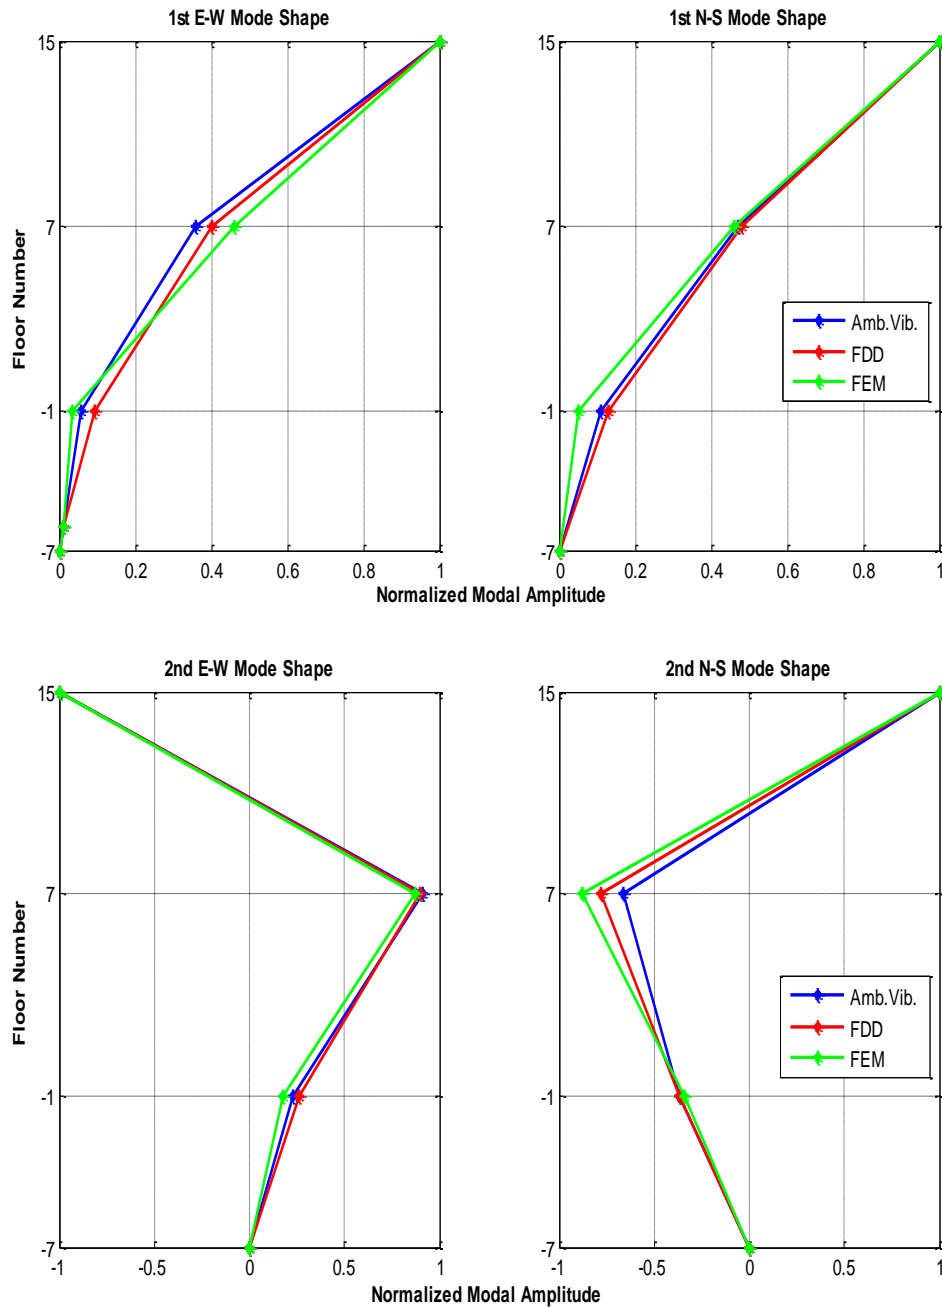 1st E-W Mode Shape
15
7
-1
-7
Floor Number
0
0.2
0.4
0.6
0.8
1
1st N-S Mode Shape
15
7
-1
-7
0
0.2
0.4
0.6
0.8
1
Amb.Vib.
FDD
FEM
Normalized Modal Amplitude
2nd E-W Mode Shape
15
7
-1
-7
Floor Number
-1
-0.5
0
0.5
1
2nd N-S Mode Shape
15
7
-1
-7
-1
-0.5
0
0.5
1
Amb.Vib.
FDD
FEM
Normalized Modal Amplitude